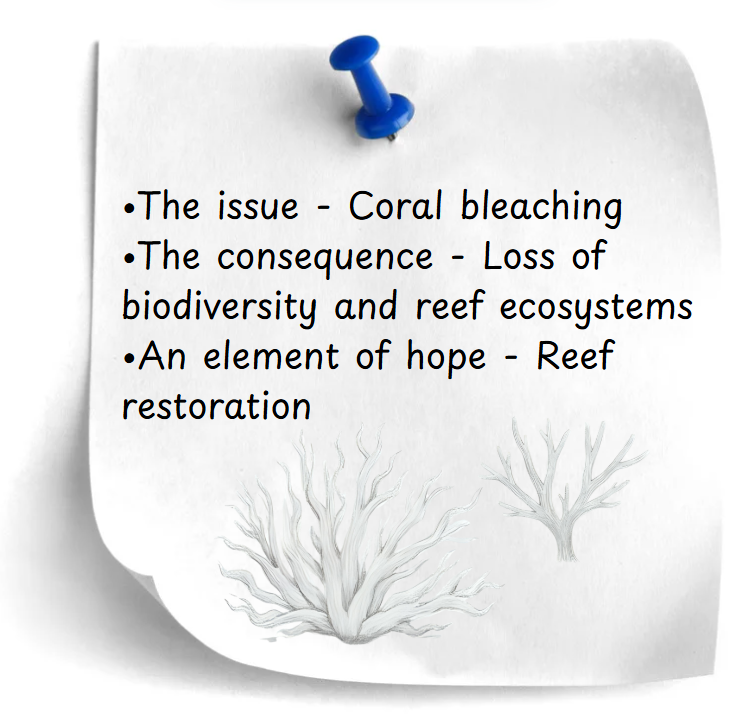 •The issue - Coral bleaching
•The consequence - Loss of
biodiversity and reef ecosystems
•An element of hope - Reef
restoration